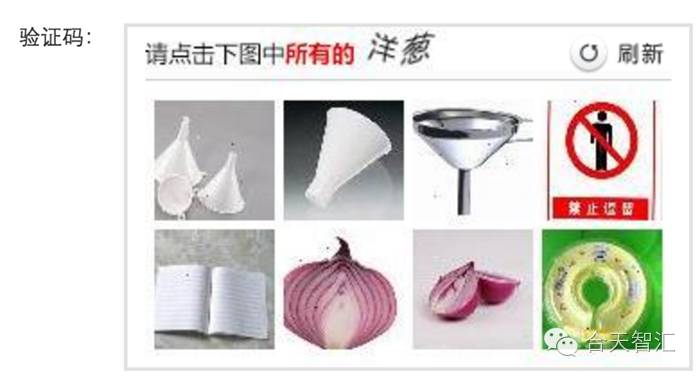 验证码：
请点击下图中所有的 洋葱
刷新
禁止逗留
合天智汇